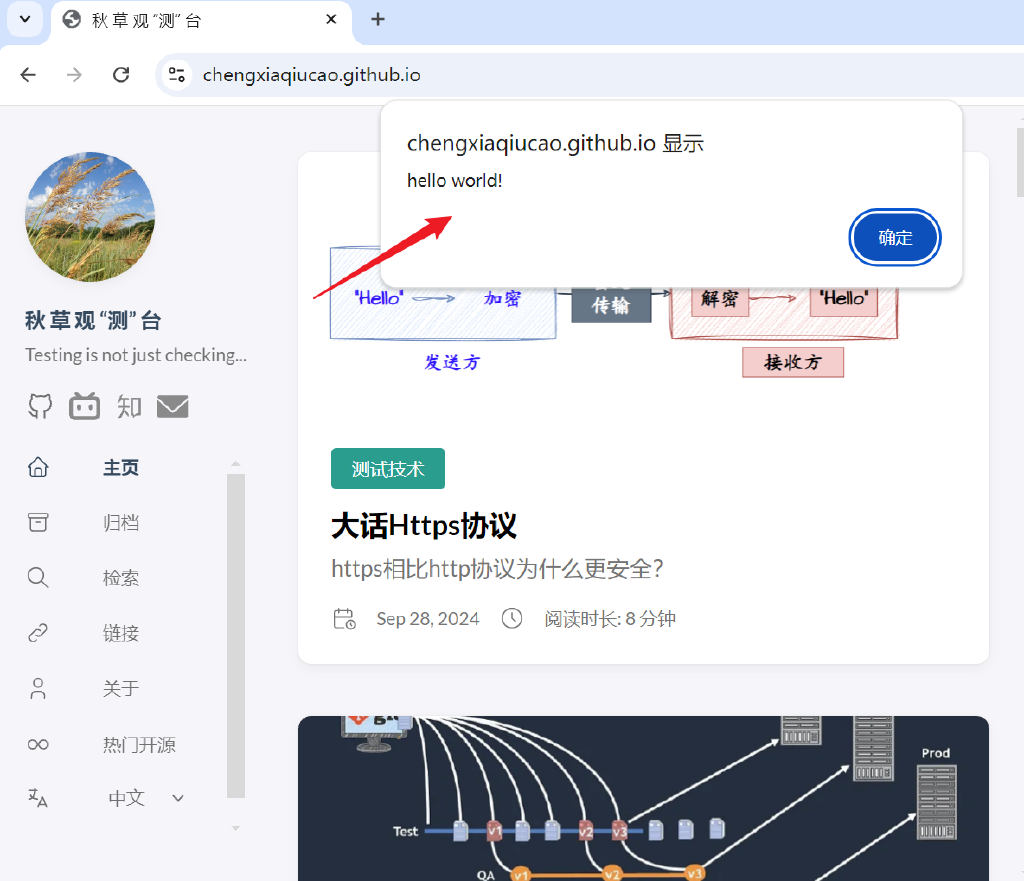 秋草观“测”台
chengxiaqiucao.github.io
chengxiaqiucao.github.io 显示
hello world!
确定
"Hello"
加密
传输
解密
"Hello"
发送方
接收方
秋草观“测”台
Testing is not just checking...
知
主页
归档
检索
链接
关于
热门开源
中文
测试技术
大话Https协议
https相比http协议为什么更安全?
Sep 28, 2024
阅读时长: 8 分钟
Prod
Test
v1
v2
v3
QA
v1
v2
v3